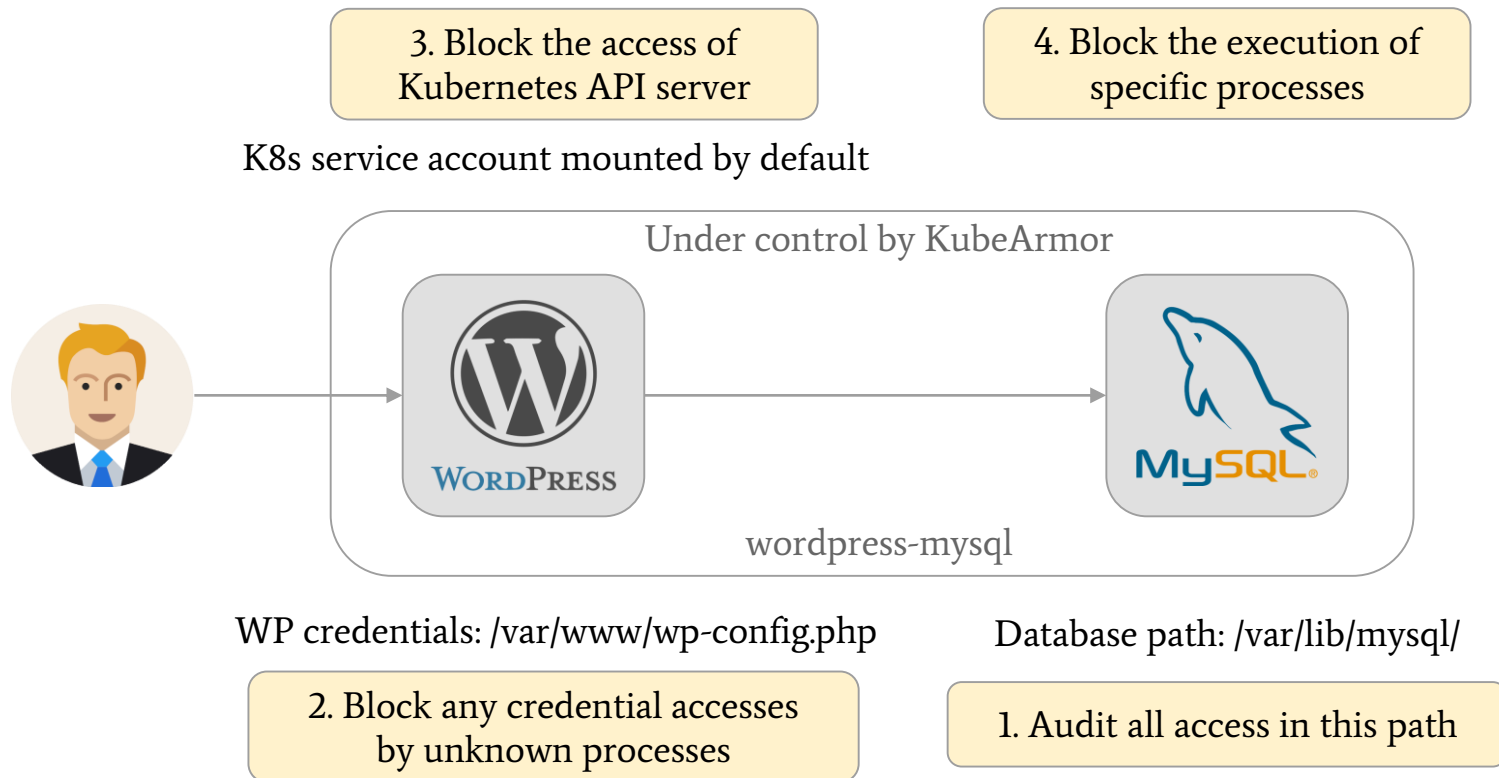 3. Block the access of
Kubernetes API server
4. Block the execution of
specific processes
K8s service account mounted by default
Under control by KubeArmor
WORDPRESS
MySQL®
wordpress-mysql
WP credentials: /var/www/wp-config.php
Database path: /var/lib/mysql/
2. Block any credential accesses
by unknown processes
1. Audit all access in this path